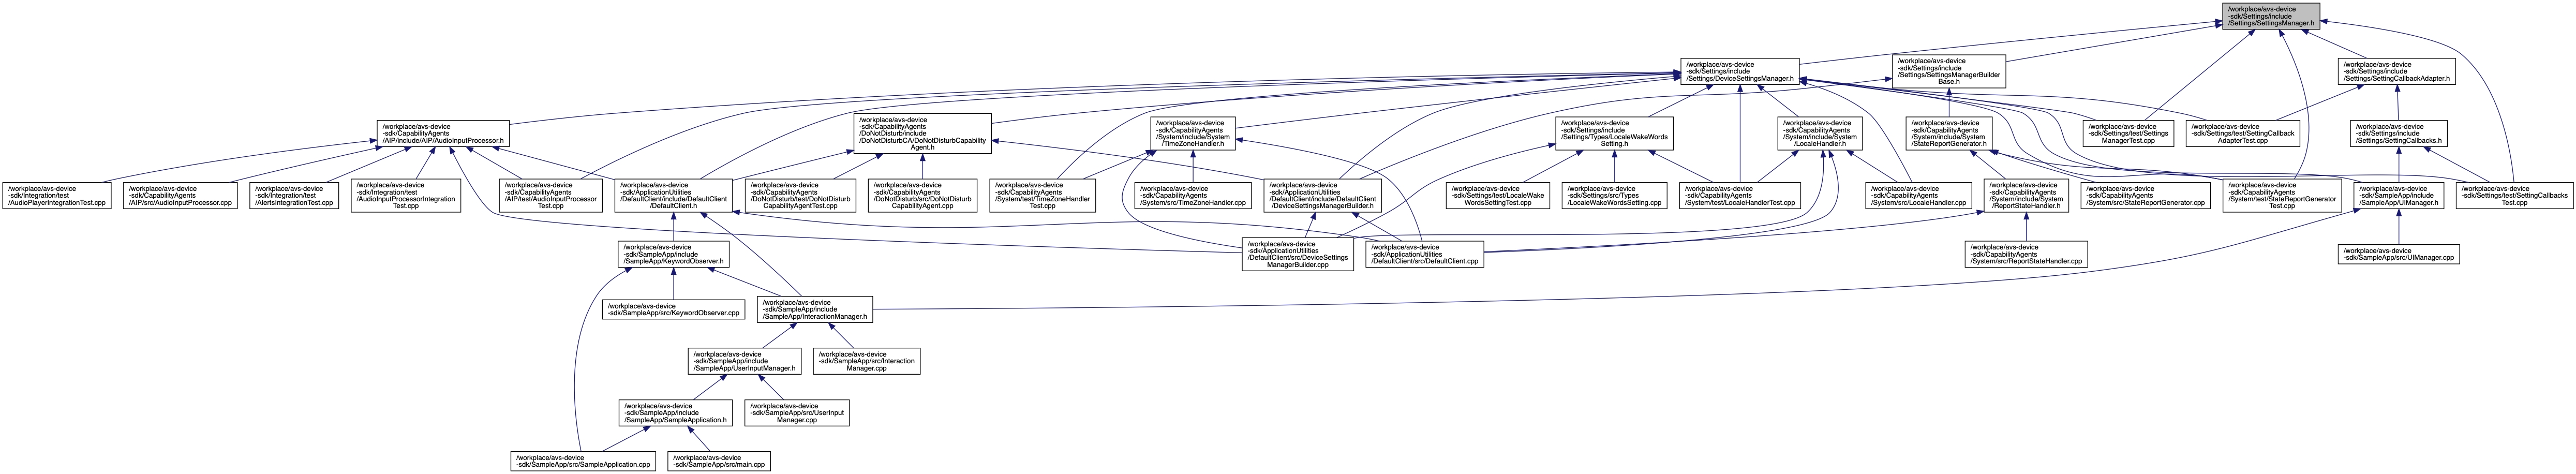 /workplace/avs-device
-sdk/Settings/include
/Settings/SettingsManager.h
/workplace/avs-device
-sdk/Settings/include
/Settings/DeviceSettingsManager.h
/workplace/avs-device
-sdk/Settings/include
/Settings/SettingsManagerBuilder
Base.h
/workplace/avs-device
-sdk/Settings/include
/Settings/SettingCallbackAdapter.h
/workplace/avs-device
-sdk/CapabilityAgents
/AIP/include/AIP/AudioInputProcessor.h
/workplace/avs-device
-sdk/CapabilityAgents
/DoNotDisturb/include
/DoNotDisturbCA/DoNotDisturbCapability
Agent.h
/workplace/avs-device
-sdk/CapabilityAgents
/System/include/System
/TimeZoneHandler.h
/workplace/avs-device
-sdk/Settings/include
/Settings/Types/LocaleWakeWords
Setting.h
/workplace/avs-device
-sdk/CapabilityAgents
/System/include/System
/LocaleHandler.h
/workplace/avs-device
-sdk/CapabilityAgents
/System/include/System
/StateReportGenerator.h
/workplace/avs-device
-sdk/Settings/test/Settings
ManagerTest.cpp
/workplace/avs-device
-sdk/Settings/test/SettingCallback
AdapterTest.cpp
/workplace/avs-device
-sdk/Settings/include
/Settings/SettingCallbacks.h
/workplace/avs-device
-sdk/Integration/test
/AudioPlayerIntegrationTest.cpp
/workplace/avs-device
-sdk/CapabilityAgents
/AIP/src/AudioInputProcessor.cpp
/workplace/avs-device
-sdk/Integration/test
/AlertsIntegrationTest.cpp
/workplace/avs-device
-sdk/Integration/test
/AudioInputProcessorIntegration
Test.cpp
/workplace/avs-device
-sdk/CapabilityAgents
/AIP/test/AudioInputProcessor
Test.cpp
/workplace/avs-device
-sdk/ApplicationUtilities
/DefaultClient/include/DefaultClient
/DefaultClient.h
/workplace/avs-device
-sdk/CapabilityAgents
/DoNotDisturb/test/DoNotDisturb
CapabilityAgentTest.cpp
/workplace/avs-device
-sdk/CapabilityAgents
/DoNotDisturb/src/DoNotDisturb
CapabilityAgent.cpp
/workplace/avs-device
-sdk/CapabilityAgents
/System/test/TimeZoneHandler
Test.cpp
/workplace/avs-device
-sdk/CapabilityAgents
/System/src/TimeZoneHandler.cpp
/workplace/avs-device
-sdk/ApplicationUtilities
/DefaultClient/include/DefaultClient
/DeviceSettingsManagerBuilder.h
/workplace/avs-device
-sdk/Settings/test/LocaleWake
WordsSettingTest.cpp
/workplace/avs-device
-sdk/Settings/src/Types
/LocaleWakeWordsSetting.cpp
/workplace/avs-device
-sdk/CapabilityAgents
/System/test/LocaleHandlerTest.cpp
/workplace/avs-device
-sdk/CapabilityAgents
/System/src/LocaleHandler.cpp
/workplace/avs-device
-sdk/CapabilityAgents
/System/include/System
/ReportStateHandler.h
/workplace/avs-device
-sdk/CapabilityAgents
/System/src/StateReportGenerator.cpp
/workplace/avs-device
-sdk/CapabilityAgents
/System/test/StateReportGenerator
Test.cpp
/workplace/avs-device
-sdk/SampleApp/include
/SampleApp/UIManager.h
/workplace/avs-device
-sdk/Settings/test/SettingCallbacks
Test.cpp
/workplace/avs-device
-sdk/SampleApp/include
/SampleApp/KeywordObserver.h
/workplace/avs-device
-sdk/ApplicationUtilities
/DefaultClient/src/DeviceSettings
ManagerBuilder.cpp
/workplace/avs-device
-sdk/ApplicationUtilities
/DefaultClient/src/DefaultClient.cpp
/workplace/avs-device
-sdk/CapabilityAgents
/System/src/ReportStateHandler.cpp
/workplace/avs-device
-sdk/SampleApp/src/UIManager.cpp
/workplace/avs-device
-sdk/SampleApp/src/KeywordObserver.cpp
/workplace/avs-device
-sdk/SampleApp/include
/SampleApp/InteractionManager.h
/workplace/avs-device
-sdk/SampleApp/include
/SampleApp/UserInputManager.h
/workplace/avs-device
-sdk/SampleApp/src/Interaction
Manager.cpp
/workplace/avs-device
-sdk/SampleApp/include
/SampleApp/SampleApplication.h
/workplace/avs-device
-sdk/SampleApp/src/UserInput
Manager.cpp
/workplace/avs-device
-sdk/SampleApp/src/SampleApplication.cpp
/workplace/avs-device
-sdk/SampleApp/src/main.cpp